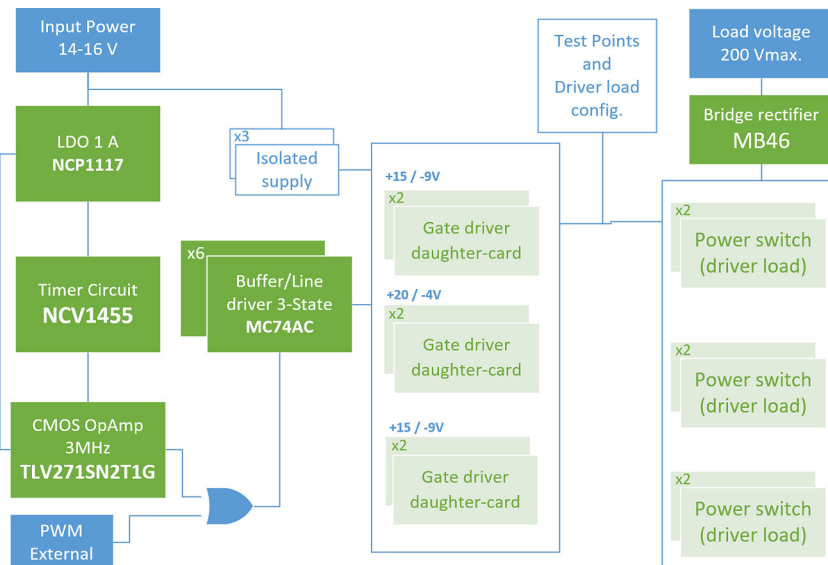 Input Power
14-16 V
LDO 1 A
NCP1117
Timer Circuit
NCV1455
CMOS OpAmp
3MHz
TLV271SN2T1G
PWM
External
x3
Isolated
supply
x6
Buffer/Line
driver 3-State
MC74AC
+15 / -9V
x2
Gate driver
daughter-card
+20 / -4V
x2
Gate driver
daughter-card
+15 / -9V
x2
Gate driver
daughter-card
Test Points
and
Driver load
config.
Load voltage
200 Vmax.
Bridge rectifier
MB46
x2
Power switch
(driver load)
x2
Power switch
(driver load)
x2
Power switch
(driver load)